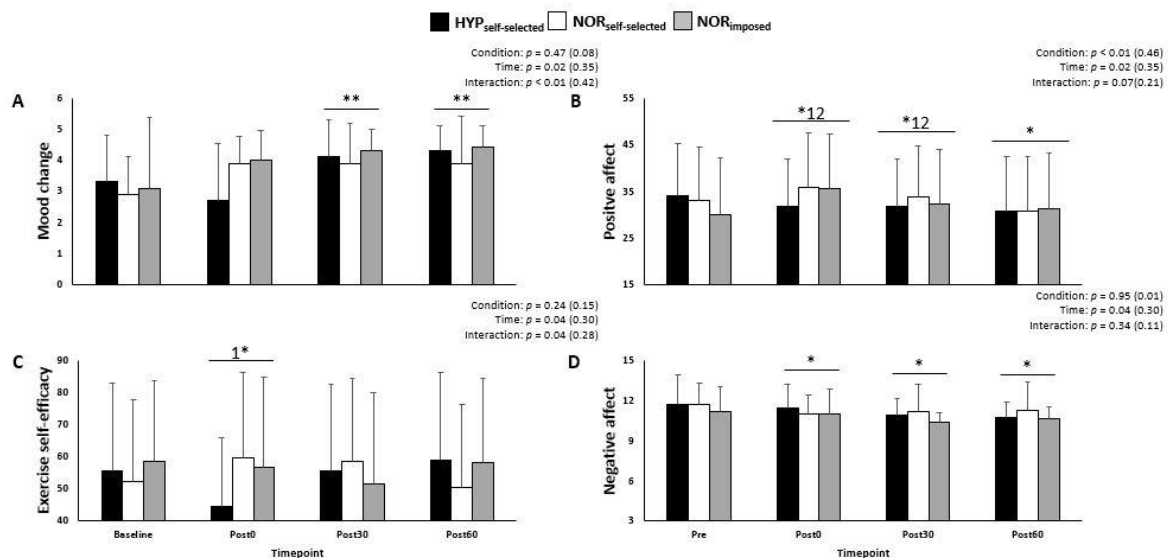 HYPself-selected NORself-selected NORimposed
Condition: p = 0.47 (0.08)
Time: p = 0.02 (0.35)
Interaction: p < 0.01 (0.42)
A
Mood change
6
5
4
3
2
1
0
**
**
Condition: p < 0.01 (0.46)
Time: p = 0.02 (0.35)
Interaction: p = 0.07(0.21)
B
Positve affect
55
45
35
25
15
*12
*12
*
Condition: p = 0.24 (0.15)
Time: p = 0.04 (0.30)
Interaction: p = 0.04 (0.28)
C
Exercise self-efficacy
90
80
70
60
50
40
1*
Baseline Post0 Post30 Post60
Timepoint
Condition: p = 0.95 (0.01)
Time: p = 0.04 (0.30)
Interaction: p = 0.34 (0.11)
D
Negative affect
15
12
9
6
3
*
*
*
Pre Post0 Post30 Post60
Timepoint